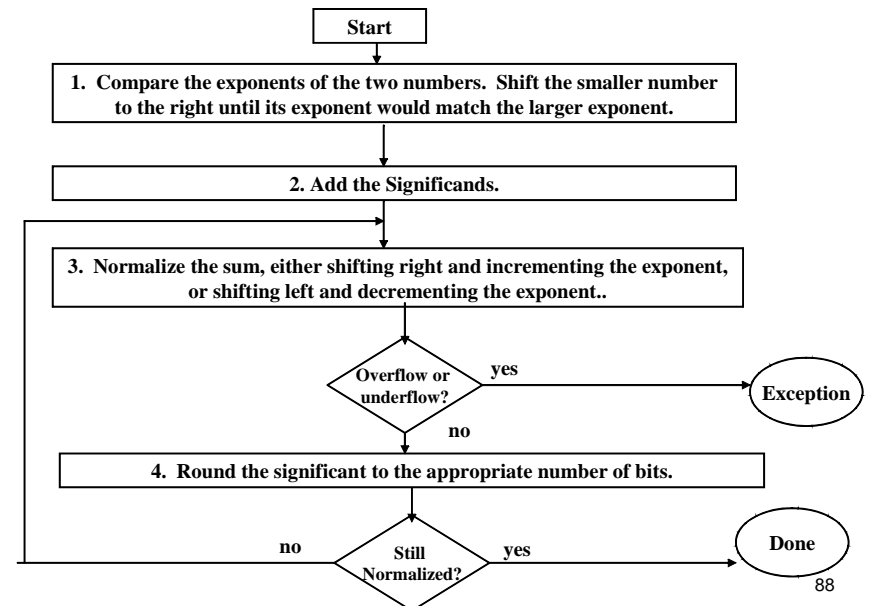 Start
1. Compare the exponents of the two numbers. Shift the smaller number
to the right until its exponent would match the larger exponent.
2. Add the Significands.
3. Normalize the sum, either shifting right and incrementing the exponent,
or shifting left and decrementing the exponent..
Overflow or
underflow?
yes
Exception
no
4. Round the significant to the appropriate number of bits.
no
Still
Normalized?
yes
Done
88